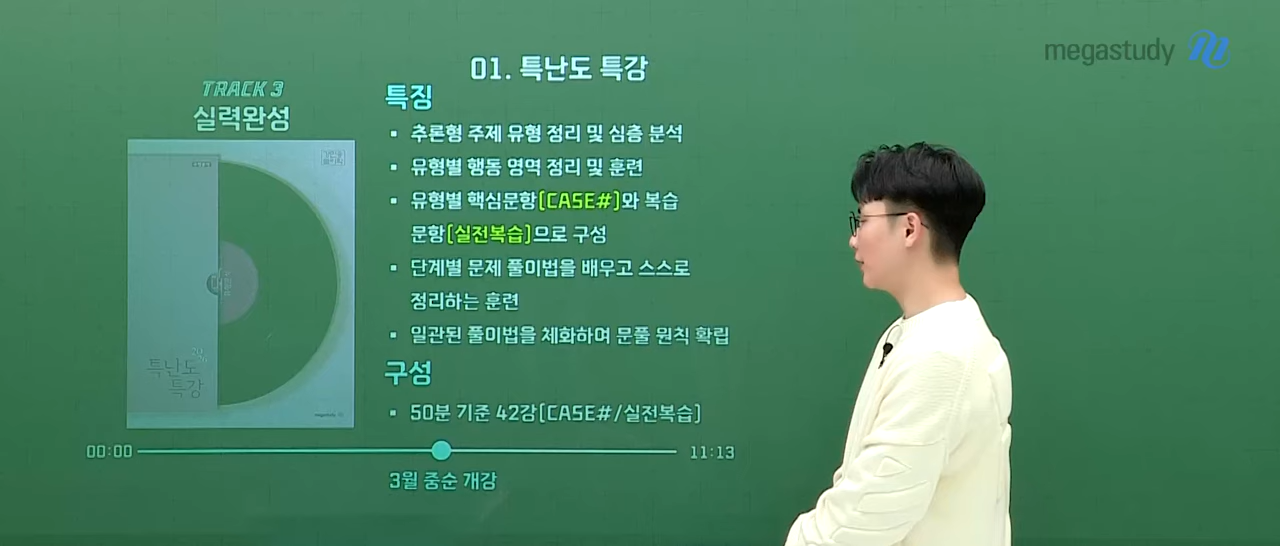 megastudy
01. 특난도 특강
TRACK 3
실력완성
특징
▪ 추론형 주제 유형 정리 및 심층 분석
▪ 유형별 행동 영역 정리 및 훈련
▪ 유형별 핵심문항[CASE#]와 복습
문항[실전복습]으로 구성
▪ 단계별 문제 풀이법을 배우고 스스로
정리하는 훈련
▪ 일관된 풀이법을 체화하여 문풀 원칙 확립
구성
▪ 50분 기준 42강[CASE#/실전복습]
특난도
특강
megastudy
00:00
11:13
3월 중순 개강